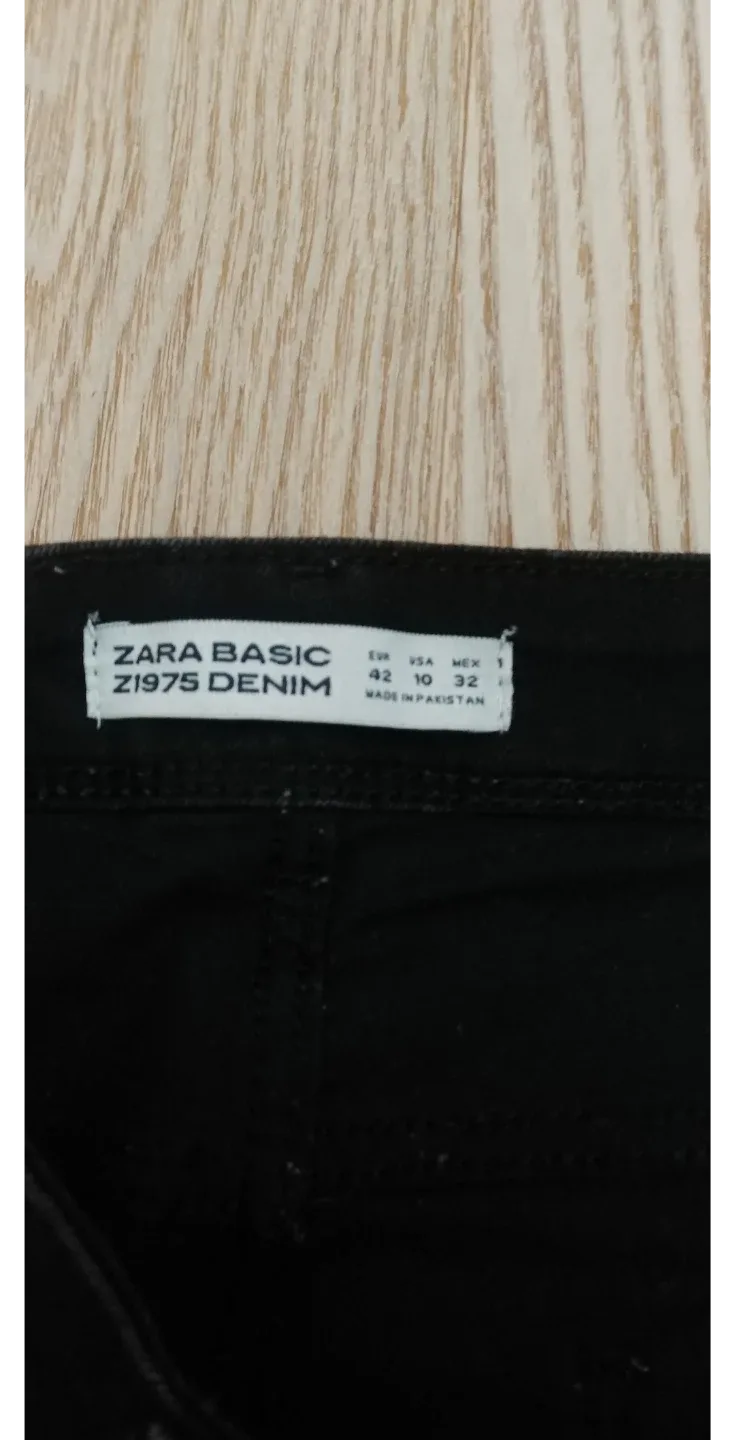 ZARA BASIC
Z1975 DENIM
EUR USA MEX
42 10 32
MADE IN PAKISTAN